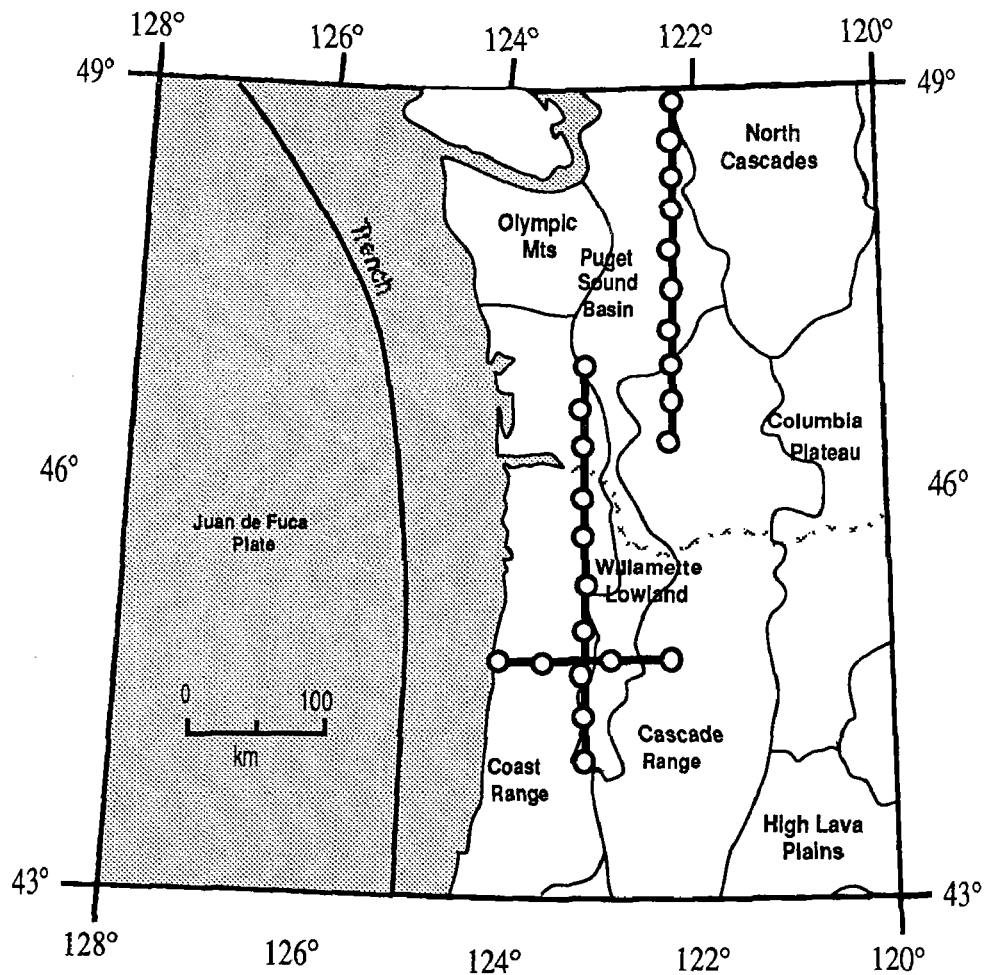 128° 126° 124° 122° 120°
49° 49°
North
Cascades
Olympic
Mts
Trench
Puget
Sound
Basin
Columbia
Plateau
46° 46°
Juan de Fuca
Plate
Willamette
Lowland
0 100
km
Cascade
Range
Coast
Range
High Lava
Plains
43° 43°
128° 126° 124° 122° 120°